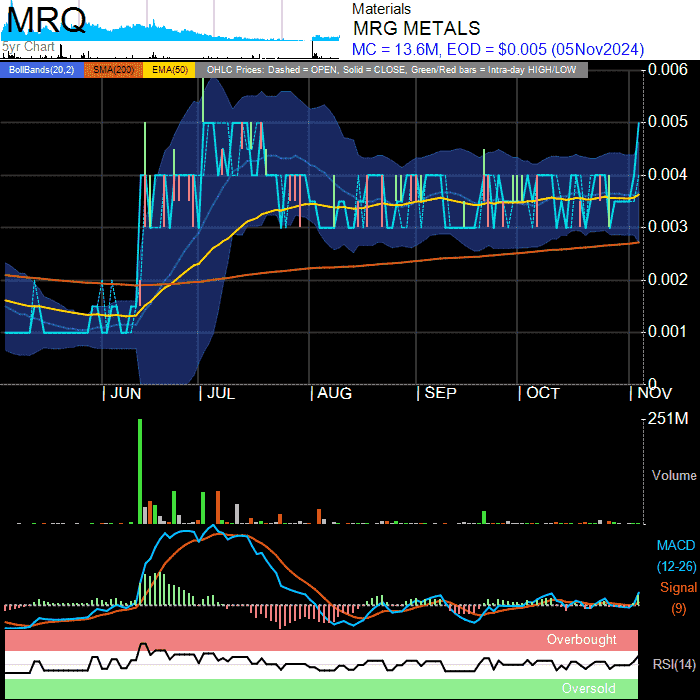 MRQ
Materials
MRG METALS
MC = 13.6M, EOD = $0.005 (05Nov2024)
5yr Chart
BollBands(20,2) SMA(200) EMA(50) OHLC Prices: Dashed = OPEN, Solid = CLOSE, Green/Red bars = Intra-day HIGH/LOW
0.006
0.005
0.004
0.003
0.002
0.001
0
JUN JUL AUG SEP OCT NOV
251M
Volume
MACD
(12-26)
Signal
(9)
Overbought
RSI(14)
Oversold